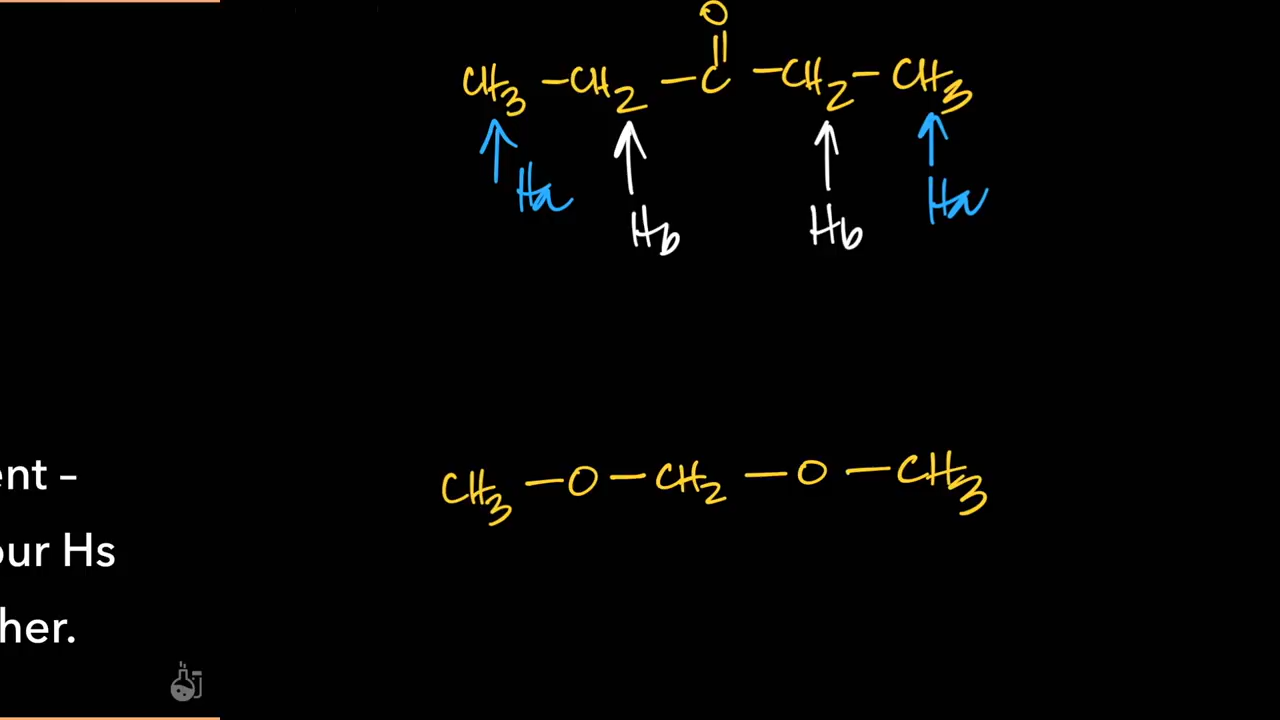 O
CH3 - CH2 - C - CH2 - CH3
Ha Hb Hb Ha
CH3 - O - CH2 - O - CH3
ent -
our Hs
her.